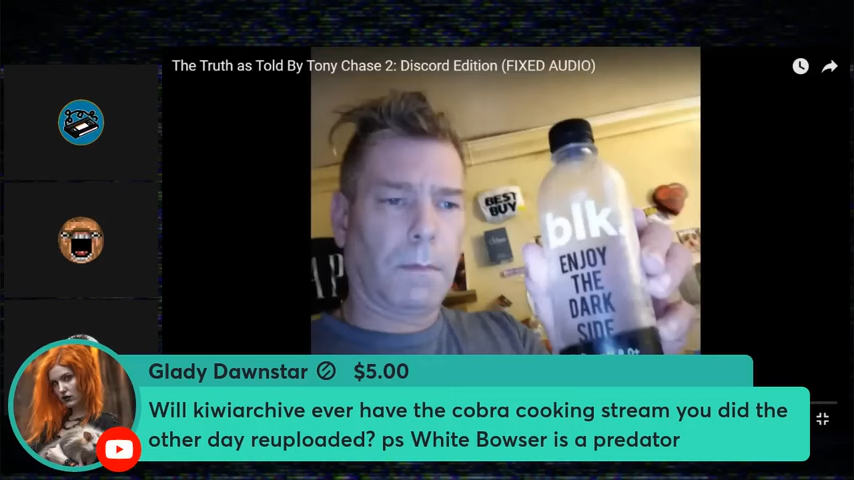 The Truth as Told By Tony Chase 2: Discord Edition (FIXED AUDIO)
BEST
BUY
blk.
ENJOY
THE
DARK
SIDE
Glady Dawnstar $5.00
Will kiwiarchive ever have the cobra cooking stream you did the
other day reuploaded? ps White Bowser is a predator